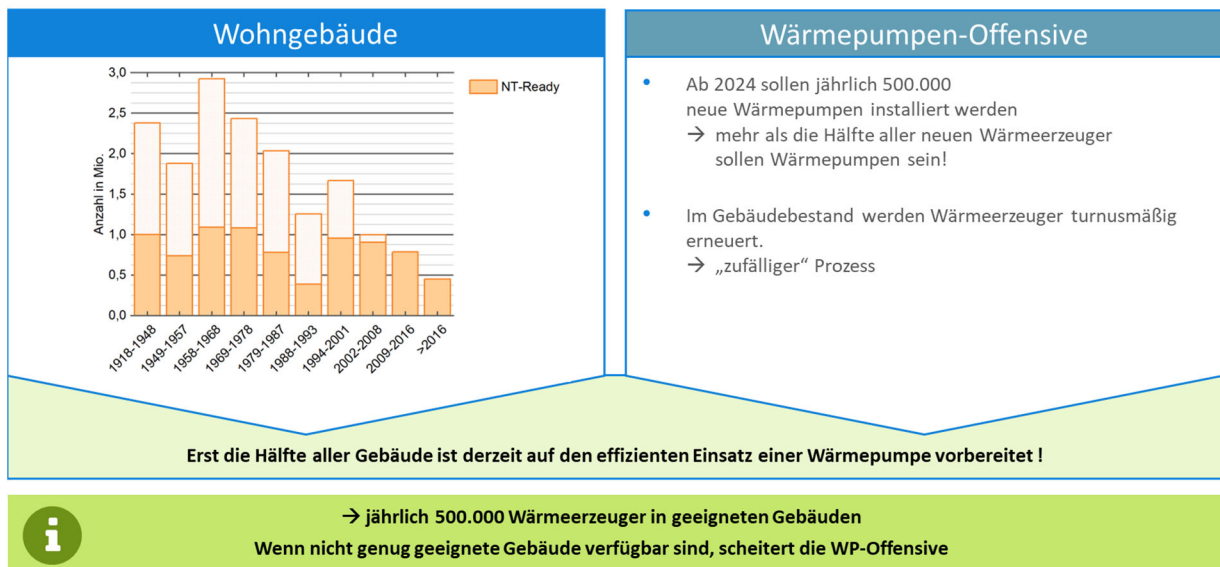 Wohngebäude
3,0
2,5
2,0
1,5
1,0
0,5
0,0
Anzahl in Mio.
1918-1948
1949-1957
1958-1968
1969-1978
1979-1987
1988-1993
1994-2001
2002-2008
2009-2016
>2016
NT-Ready
Wärmepumpen-Offensive
• Ab 2024 sollen jährlich 500.000
neue Wärmepumpen installiert werden
→ mehr als die Hälfte aller neuen Wärmeerzeuger
sollen Wärmepumpen sein!
• Im Gebäudebestand werden Wärmeerzeuger turnusmäßig
erneuert.
→ „zufälliger“ Prozess
Erst die Hälfte aller Gebäude ist derzeit auf den effizienten Einsatz einer Wärmepumpe vorbereitet !
i
→ jährlich 500.000 Wärmeerzeuger in geeigneten Gebäuden
Wenn nicht genug geeignete Gebäude verfügbar sind, scheitert die WP-Offensive